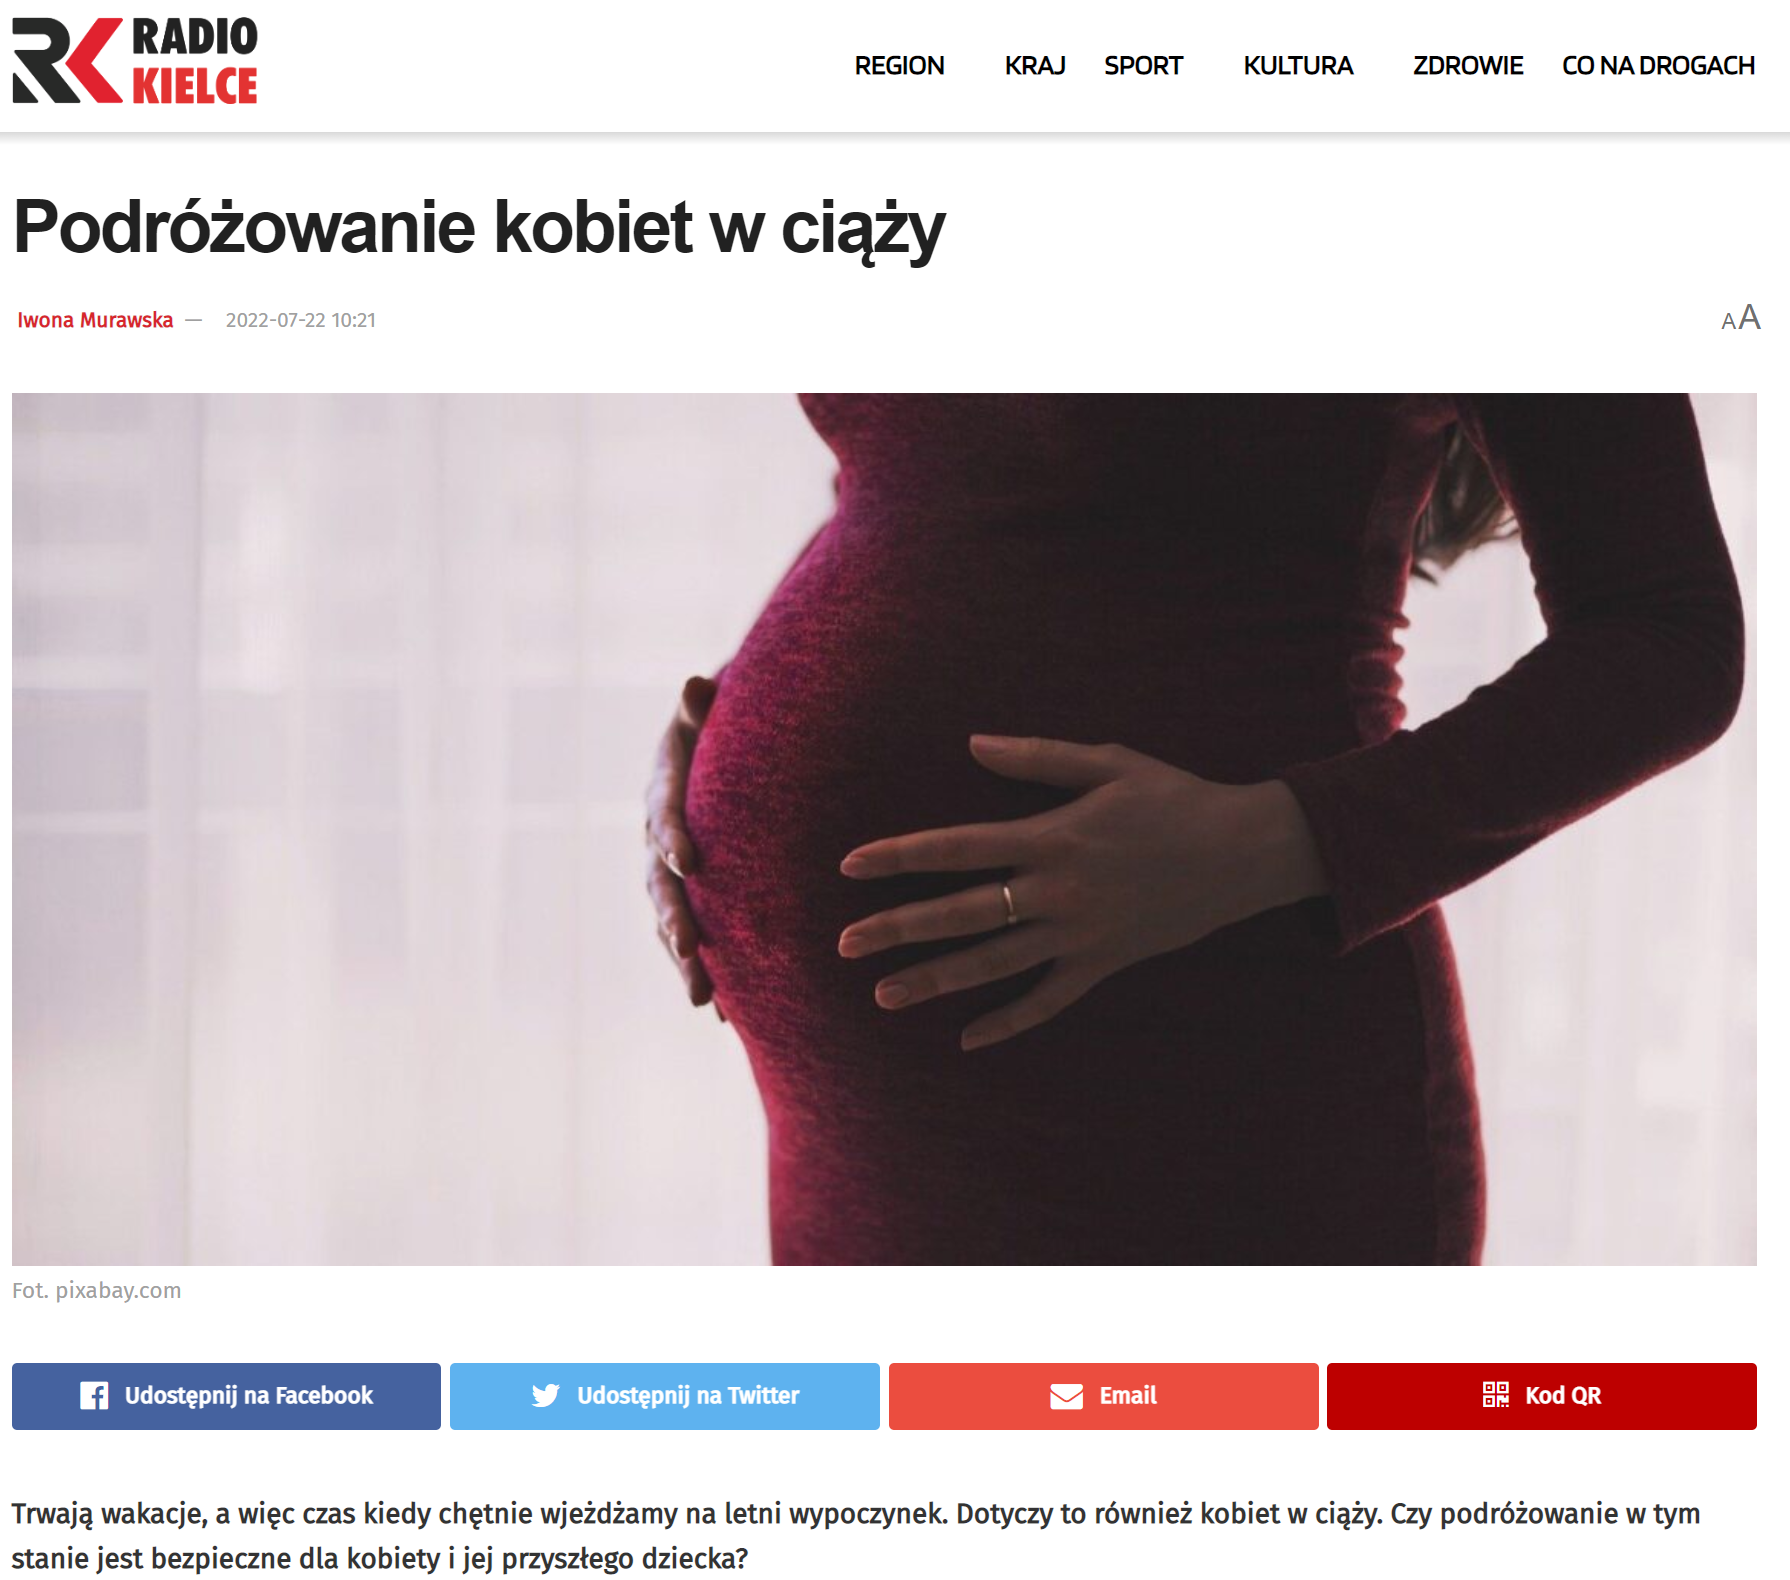 RADIO
KIELCE
REGION KRAJ SPORT KULTURA ZDROWIE CO NA DROGACH
Podróżowanie kobiet w ciąży
Iwona Murawska — 2022-07-22 10:21
AA
Fot. pixabay.com
Udostępnij na Facebook
Udostępnij na Twitter
Email
Kod QR
Trwają wakacje, a więc czas kiedy chętnie wjeżdżamy na letni wypoczynek. Dotyczy to również kobiet w ciąży. Czy podróżowanie w tym
stanie jest bezpieczne dla kobiety i jej przyszłego dziecka?